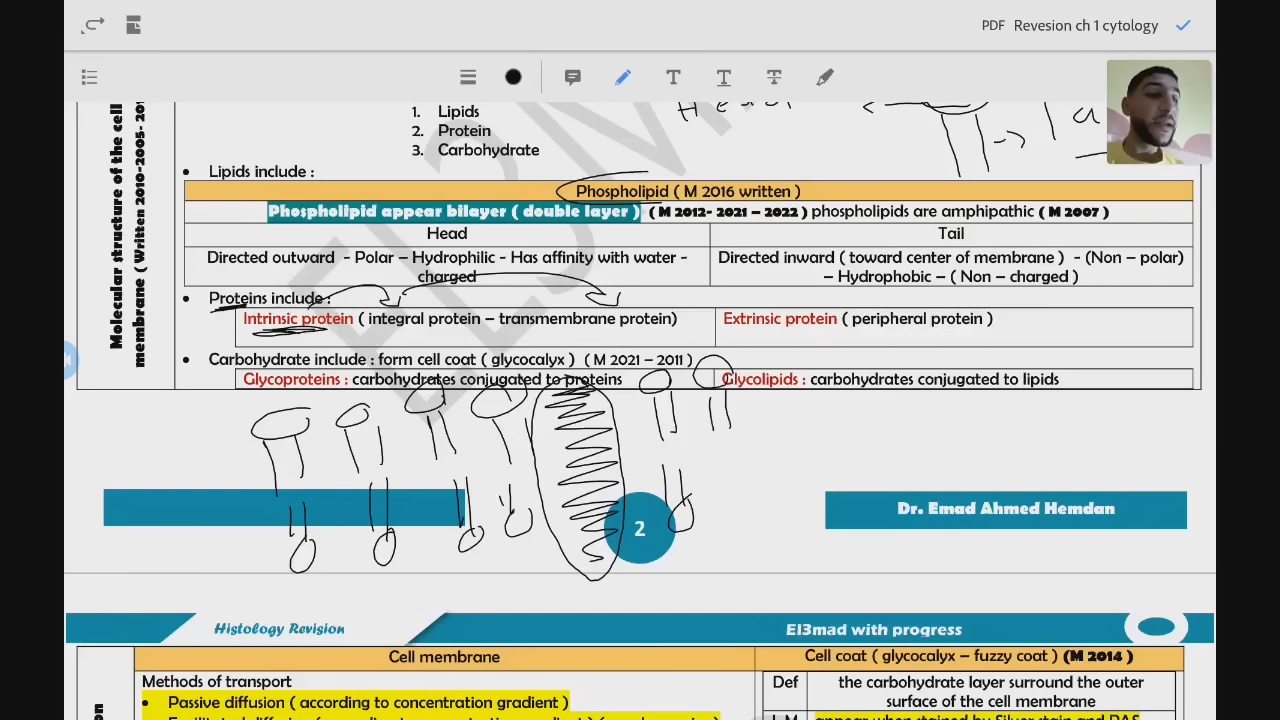 PDF Revesion ch 1 cytology
Molecular structure of the cell
membrane ( Written 2010-2005- 20
1. Lipids
2. Protein
3. Carbohydrate
• Lipids include :
Phospholipid ( M 2016 written )
Phospholipid appear bilayer ( double layer ) ( M 2012- 2021 – 2022 ) phospholipids are amphipathic ( M 2007 )
Head Tail
Directed outward - Polar – Hydrophilic - Has affinity with water - charged
Directed inward ( toward center of membrane ) - (Non – polar) – Hydrophobic – ( Non – charged )
• Proteins include :
Intrinsic protein ( integral protein – transmembrane protein) Extrinsic protein ( peripheral protein )
• Carbohydrate include : form cell coat ( glycocalyx ) ( M 2021 – 2011 )
Glycoproteins : carbohydrates conjugated to proteins Glycolipids : carbohydrates conjugated to lipids
2
Dr. Emad Ahmed Hemdan
Histology Revision
El3mad with progress
Cell membrane Cell coat ( glycocalyx – fuzzy coat ) (M 2014 )
Methods of transport
• Passive diffusion ( according to concentration gradient )
Def the carbohydrate layer surround the outer
surface of the cell membrane